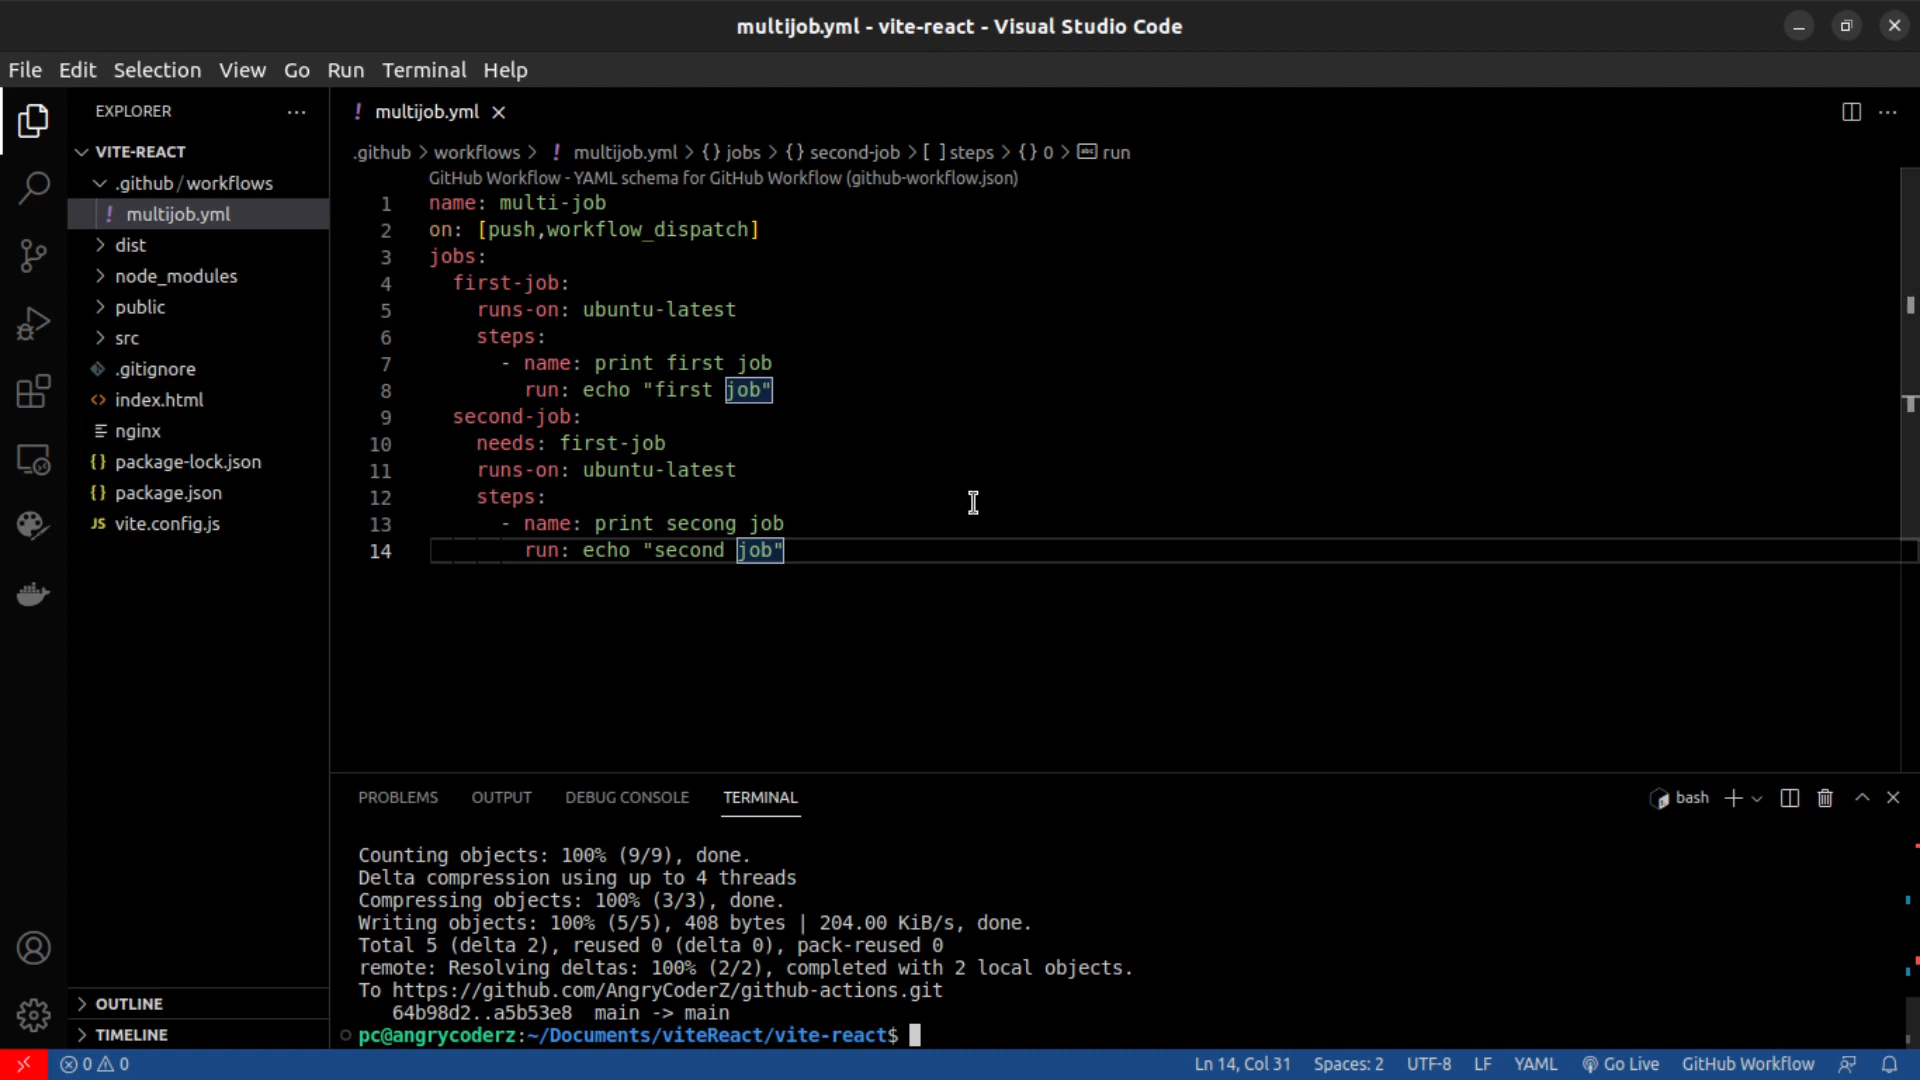 multijob.yml - vite-react - Visual Studio Code
File Edit Selection View Go Run Terminal Help
EXPLORER
VITE-REACT
.github / workflows
multijob.yml
dist
node_modules
public
src
.gitignore
index.html
nginx
package-lock.json
package.json
vite.config.js
OUTLINE
TIMELINE
multijob.yml
.github > workflows > ! multijob.yml > {} jobs > {} second-job > [ ] steps > {} 0 > abc run
GitHub Workflow - YAML schema for GitHub Workflow (github-workflow.json)
1 name: multi-job
2 on: [push,workflow_dispatch]
3 jobs:
4 first-job:
5 runs-on: ubuntu-latest
6 steps:
7 - name: print first job
8 run: echo "first job"
9 second-job:
10 needs: first-job
11 runs-on: ubuntu-latest
12 steps:
13 - name: print secong job
14 run: echo "second job"
PROBLEMS OUTPUT DEBUG CONSOLE TERMINAL
bash
Counting objects: 100% (9/9), done.
Delta compression using up to 4 threads
Compressing objects: 100% (3/3), done.
Writing objects: 100% (5/5), 408 bytes | 204.00 KiB/s, done.
Total 5 (delta 2), reused 0 (delta 0), pack-reused 0
remote: Resolving deltas: 100% (2/2), completed with 2 local objects.
To https://github.com/AngryCoderZ/github-actions.git
64b98d2..a5b53e8 main -> main
pc@angrycoderz:~/Documents/viteReact/vite-react$
0 0 Ln 14, Col 31 Spaces: 2 UTF-8 LF YAML Go Live GitHub Workflow